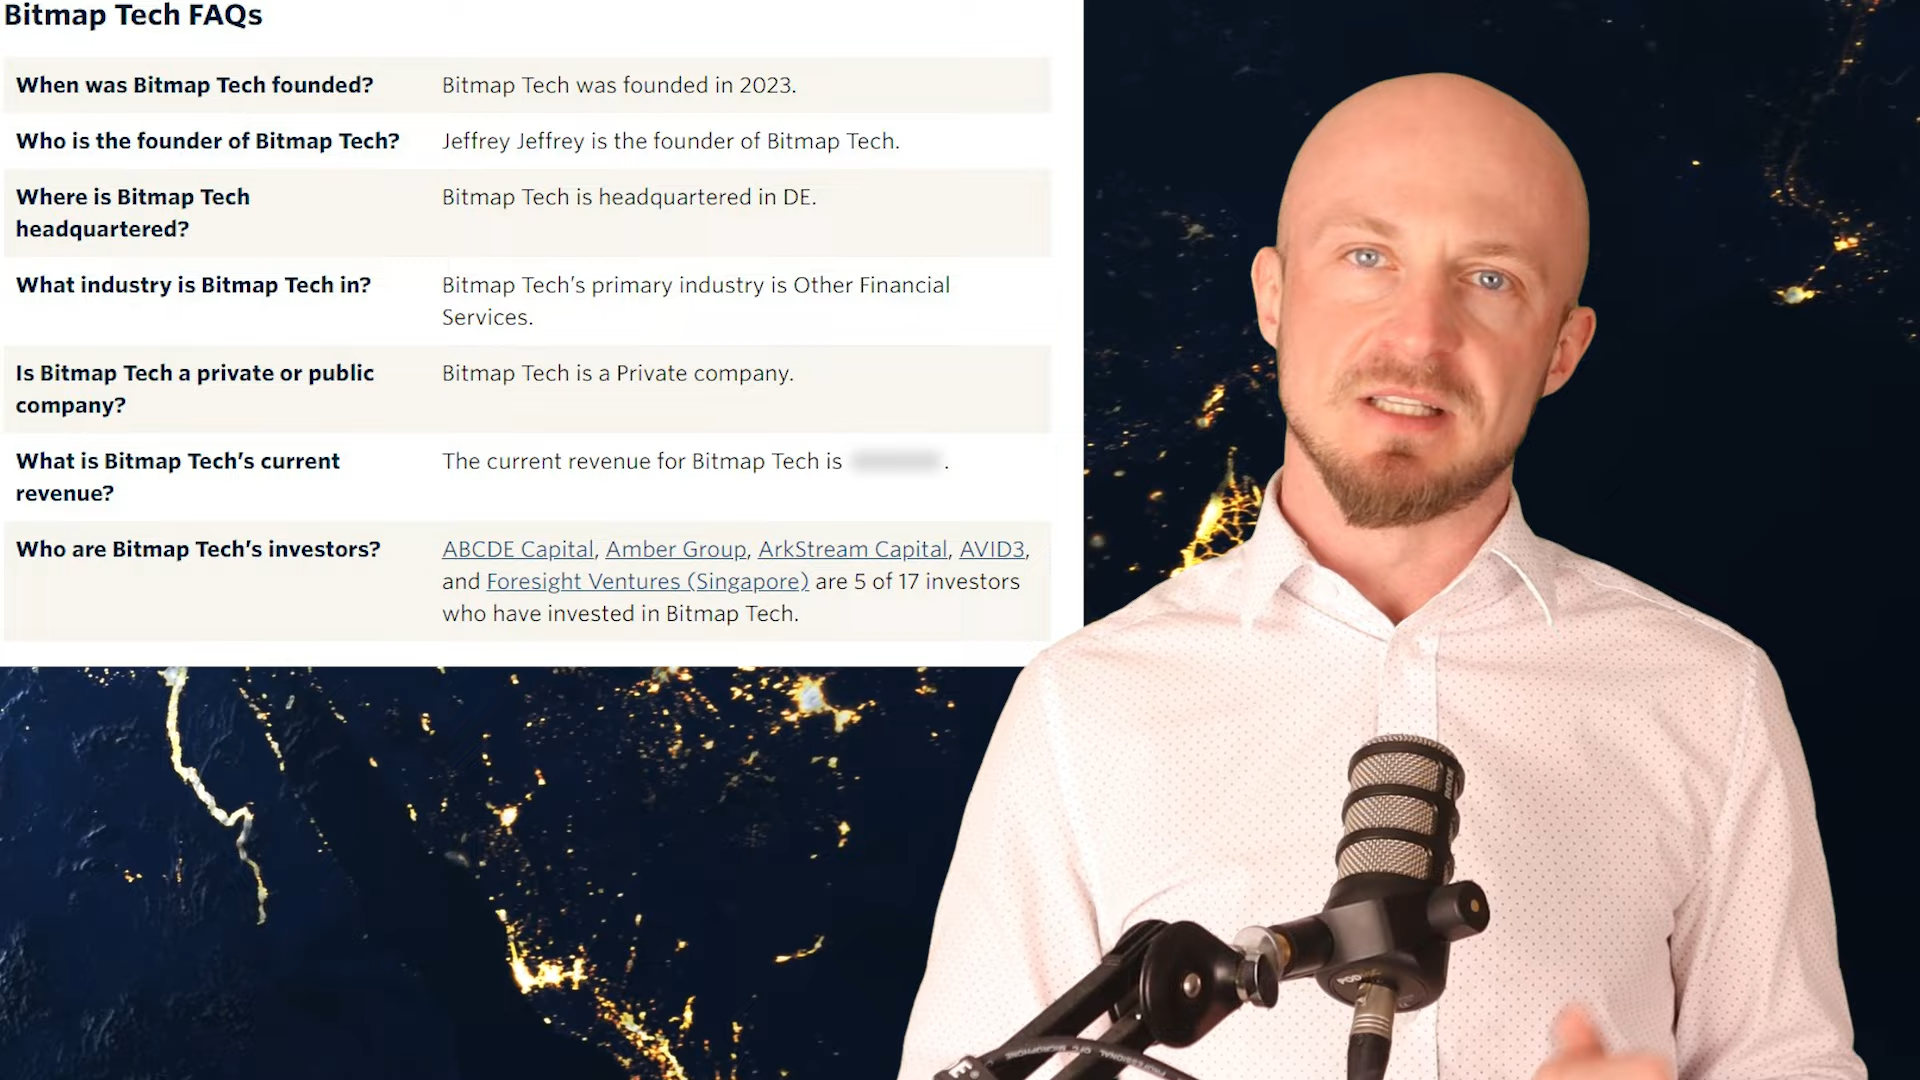 Bitmap Tech FAQs
When was Bitmap Tech founded?
Bitmap Tech was founded in 2023.
Who is the founder of Bitmap Tech?
Jeffrey Jeffrey is the founder of Bitmap Tech.
Where is Bitmap Tech
headquartered?
Bitmap Tech is headquartered in DE.
What industry is Bitmap Tech in?
Bitmap Tech’s primary industry is Other Financial
Services.
Is Bitmap Tech a private or public
company?
Bitmap Tech is a Private company.
What is Bitmap Tech’s current
revenue?
The current revenue for Bitmap Tech is .
Who are Bitmap Tech’s investors?
ABCDE Capital, Amber Group, ArkStream Capital, AVID3,
and Foresight Ventures (Singapore) are 5 of 17 investors
who have invested in Bitmap Tech.
RODE